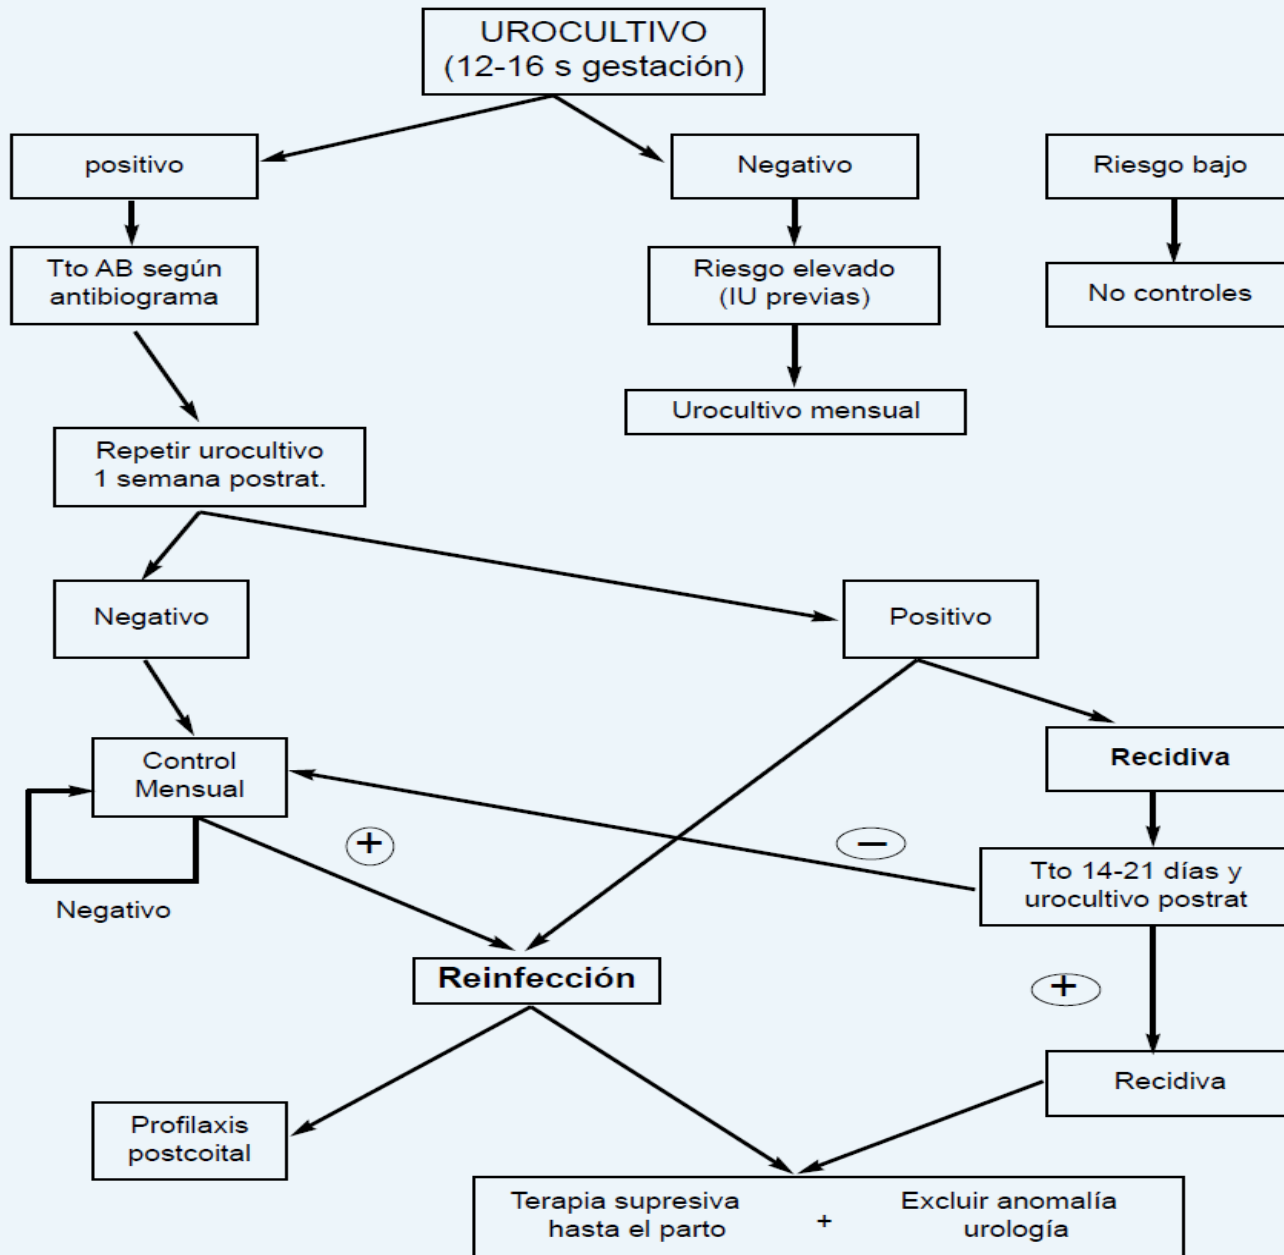 UROCULTIVO
(12-16 s gestación)
positivo
Negativo
Riesgo bajo
Tto AB según
antibiograma
Riesgo elevado
(IU previas)
No controles
Urocultivo mensual
Repetir urocultivo
1 semana postrat.
Negativo
Positivo
Control
Mensual
Recidiva
+
−
Tto 14-21 días y
urocultivo postrat
Negativo
Reinfección
+
Recidiva
Profilaxis
postcoital
Terapia supresiva
hasta el parto
+
Excluir anomalía
urología